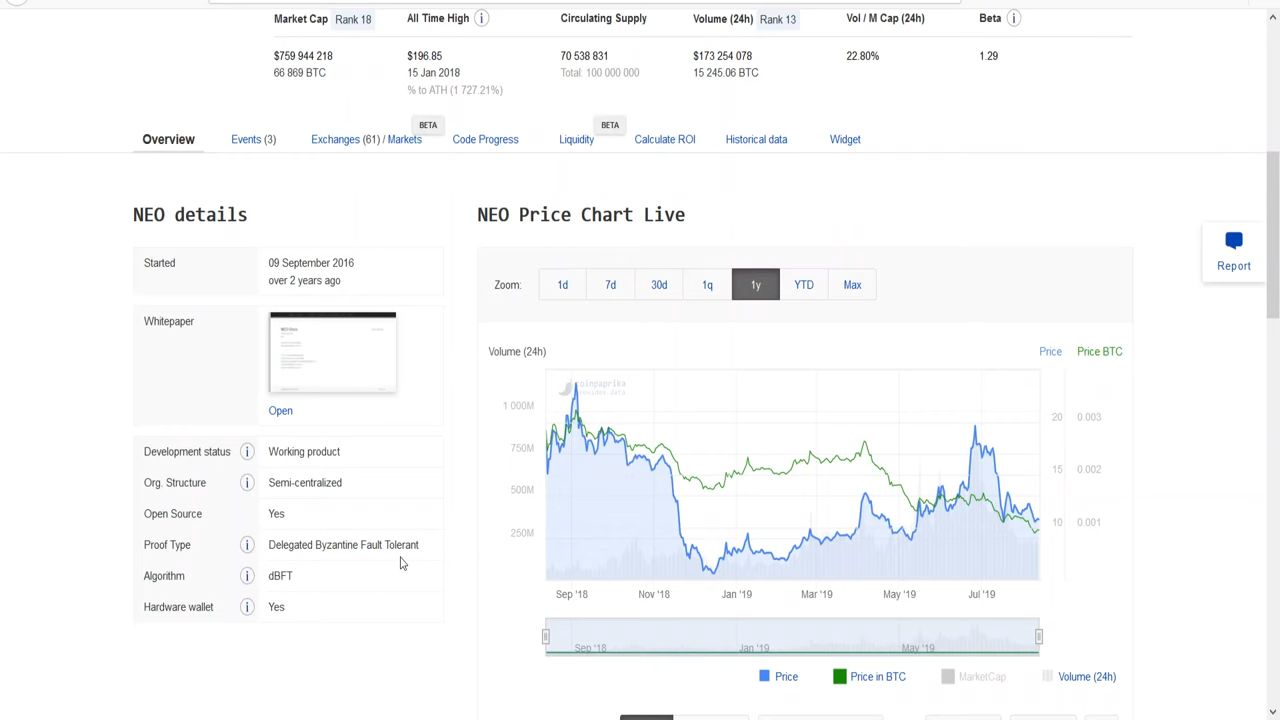 Market Cap Rank 18
All Time High i
Circulating Supply
Volume (24h) Rank 13
Vol / M Cap (24h)
Beta i
$759 944 218
66 869 BTC
$196.85
15 Jan 2018
% to ATH (1 727.21%)
70 538 831
Total: 100 000 000
$173 254 078
15 245.06 BTC
22.80%
1.29
BETA
BETA
Overview
Events (3)
Exchanges (61) / Markets
Code Progress
Liquidity
Calculate ROI
Historical data
Widget
NEO details
Started
09 September 2016
over 2 years ago
Whitepaper
Open
Development status i Working product
Org. Structure i Semi-centralized
Open Source Yes
Proof Type i Delegated Byzantine Fault Tolerant
Algorithm i dBFT
Hardware wallet i Yes
NEO Price Chart Live
Zoom: 1d 7d 30d 1q 1y YTD Max
Volume (24h)
Price
Price BTC
coinpaprika
provides data
1 000M
750M
500M
250M
20
15
10
0.003
0.002
0.001
Sep '18
Nov '18
Jan '19
Mar '19
May '19
Jul '19
Sep '18
Jan '19
May '19
Price
Price in BTC
MarketCap
Volume (24h)
Report